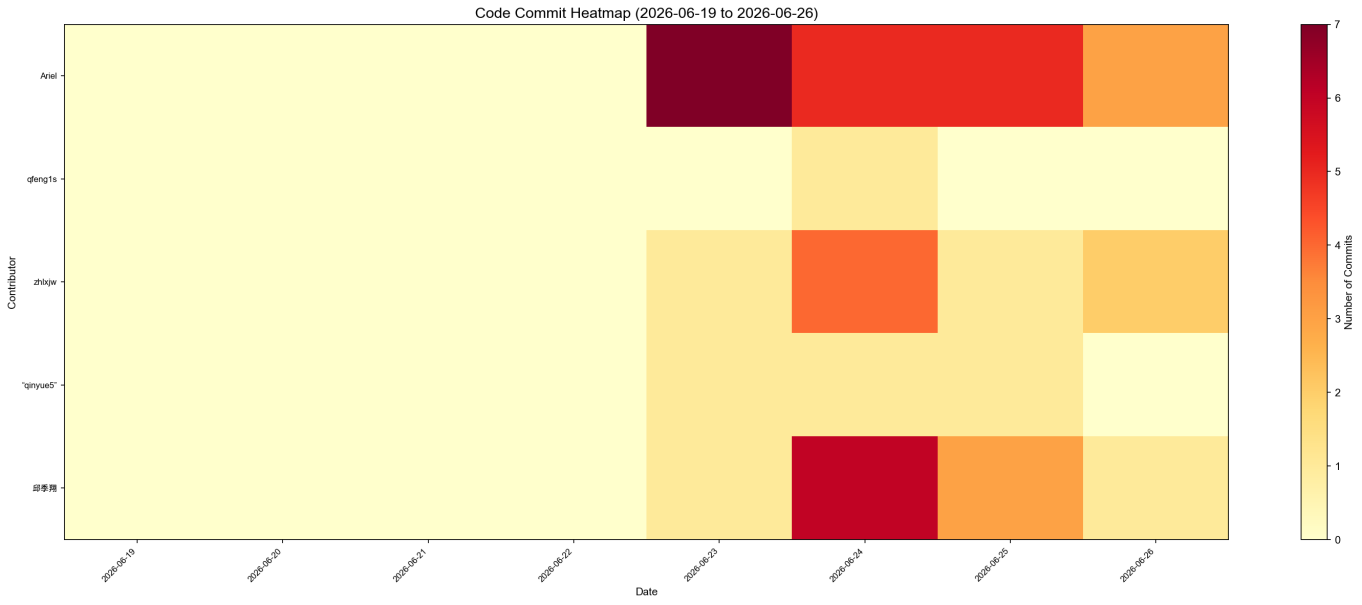 Code Commit Heatmap (2026-06-19 to 2026-06-26)
Contributor
Ariel
qfeng1s
zhlxjw
"qinyue5"
邱季翔
2026-06-19
2026-06-20
2026-06-21
2026-06-22
2026-06-23
2026-06-24
2026-06-25
2026-06-26
Date
7
6
5
4
3
2
1
0
Number of Commits